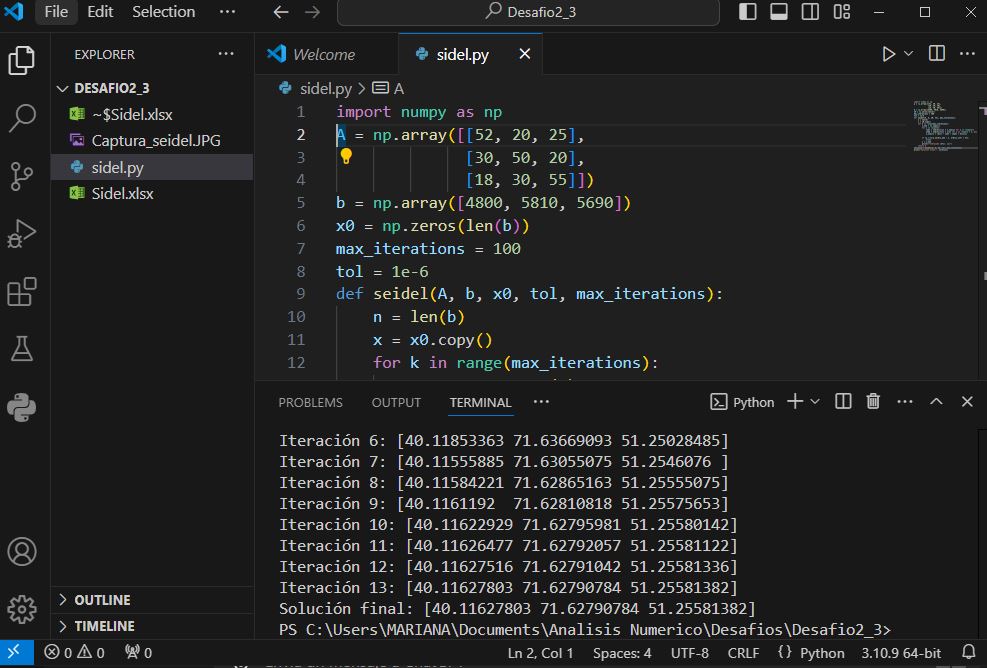 File Edit Selection ··· Desafio2_3
EXPLORER ···
DESAFIO2_3
~$Sidel.xlsx
Captura_seidel.JPG
sidel.py
Sidel.xlsx
OUTLINE
TIMELINE
Welcome sidel.py
sidel.py > A
1 import numpy as np
2 A = np.array([[52, 20, 25],
3 [30, 50, 20],
4 [18, 30, 55]])
5 b = np.array([4800, 5810, 5690])
6 x0 = np.zeros(len(b))
7 max_iterations = 100
8 tol = 1e-6
9 def seidel(A, b, x0, tol, max_iterations):
10 n = len(b)
11 x = x0.copy()
12 for k in range(max_iterations):
PROBLEMS OUTPUT TERMINAL ··· Python
Iteración 6: [40.11853363 71.63669093 51.25028485]
Iteración 7: [40.11555885 71.63055075 51.2546076 ]
Iteración 8: [40.11584221 71.62865163 51.25555075]
Iteración 9: [40.1161192  71.62810818 51.25575653]
Iteración 10: [40.11622929 71.62795981 51.25580142]
Iteración 11: [40.11626477 71.62792057 51.25581122]
Iteración 12: [40.11627516 71.62791042 51.25581336]
Iteración 13: [40.11627803 71.62790784 51.25581382]
Solución final: [40.11627803 71.62790784 51.25581382]
PS C:\Users\MARIANA\Documents\Analisis Numerico\Desafios\Desafio2_3>
0 0 0 Ln 2, Col 1 Spaces: 4 UTF-8 CRLF {} Python 3.10.9 64-bit